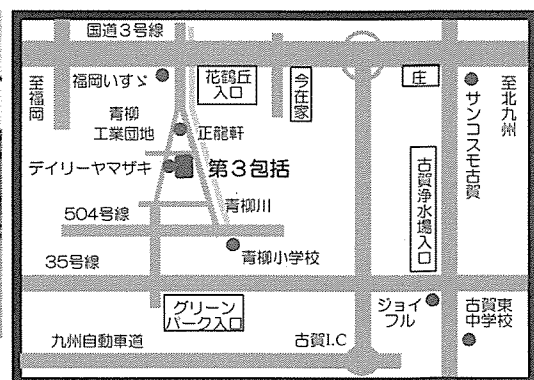 国道3号線
至福岡
福岡いすゞ
花鶴丘
入口
今在家
庄
サンコスモ古賀
至北九州
青柳
工業団地
正龍軒
デイリーヤマザキ
第3包括
古賀浄水場入口
504号線
青柳川
青柳小学校
35号線
グリーン
パーク入口
ジョイ
フル
古賀東
中学校
九州自動車道
古賀I.C